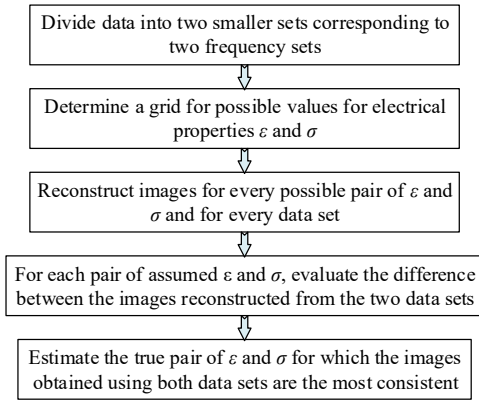 Divide data into two smaller sets corresponding to
two frequency sets
Determine a grid for possible values for electrical
properties ε and σ
Reconstruct images for every possible pair of ε and
σ and for every data set
For each pair of assumed ε and σ, evaluate the difference
between the images reconstructed from the two data sets
Estimate the true pair of ε and σ for which the images
obtained using both data sets are the most consistent